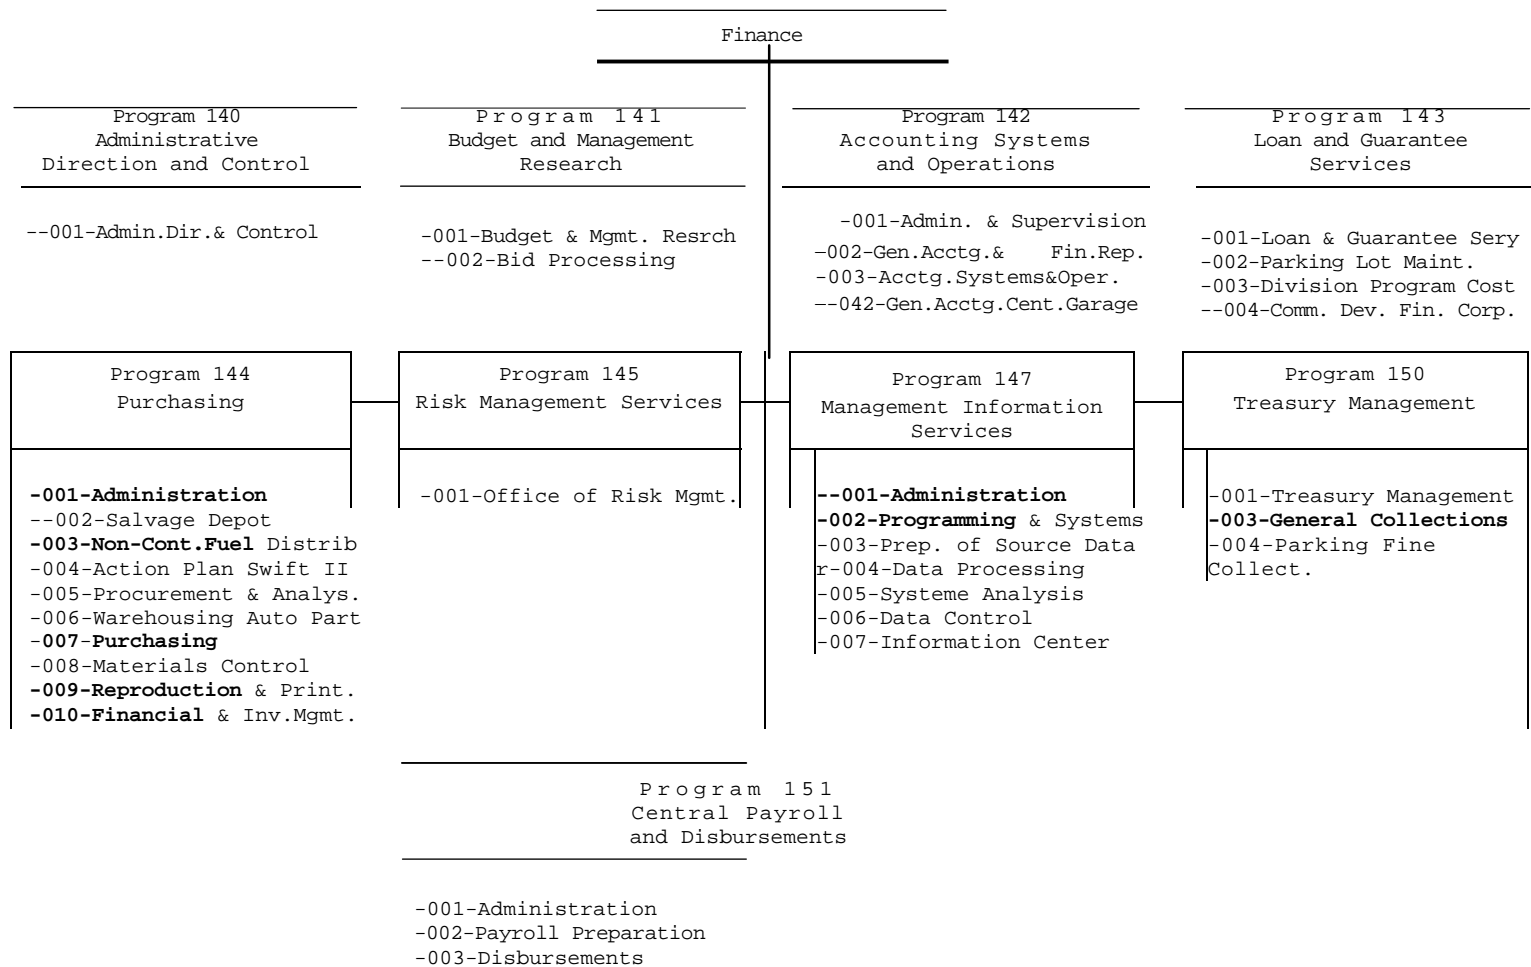 Finance
Program 140
Administrative
Direction and Control
--001-Admin.Dir.& Control
Program 141
Budget and Management
Research
-001-Budget & Mgmt. Resrch
--002-Bid Processing
Program 142
Accounting Systems
and Operations
-001-Admin. & Supervision
–002-Gen.Acctg.& Fin.Rep.
-003-Acctg.Systems&Oper.
–-042-Gen.Acctg.Cent.Garage
Program 143
Loan and Guarantee
Services
-001-Loan & Guarantee Sery
-002-Parking Lot Maint.
-003-Division Program Cost
--004-Comm. Dev. Fin. Corp.
Program 144
Purchasing
-001-Administration
--002-Salvage Depot
-003-Non-Cont.Fuel Distrib
-004-Action Plan Swift II
-005-Procurement & Analys.
-006-Warehousing Auto Part
-007-Purchasing
-008-Materials Control
-009-Reproduction & Print.
-010-Financial & Inv.Mgmt.
Program 145
Risk Management Services
-001-Office of Risk Mgmt.
Program 147
Management Information
Services
--001-Administration
-002-Programming & Systems
-003-Prep. of Source Data
r-004-Data Processing
-005-Systeme Analysis
-006-Data Control
-007-Information Center
Program 150
Treasury Management
-001-Treasury Management
-003-General Collections
-004-Parking Fine
Collect.
Program 151
Central Payroll
and Disbursements
-001-Administration
-002-Payroll Preparation
-003-Disbursements